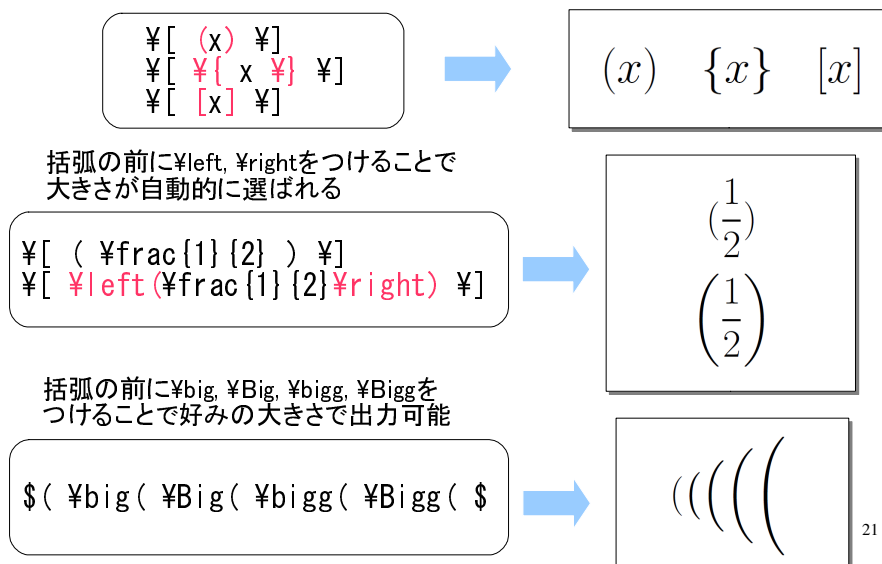 ¥[ (x) ¥]
¥[ ¥{ x ¥} ¥]
¥[ [x] ¥]
(x) {x} [x]
括弧の前に¥left, ¥rightをつけることで
大きさが自動的に選ばれる
¥[ ( ¥frac{1}{2} ) ¥]
¥[ ¥left(¥frac{1}{2}¥right) ¥]
(1/2)
(1/2)
括弧の前に¥big, ¥Big, ¥bigg, ¥Biggを
つけることで好みの大きさで出力可能
$( ¥big( ¥Big( ¥bigg( ¥Bigg( $
( ( ( ( (
21